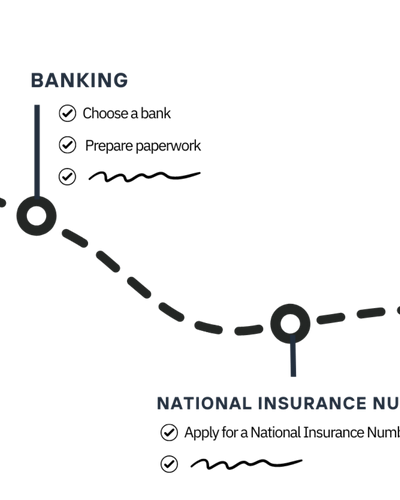 BANKING
Choose a bank
Prepare paperwork
NATIONAL INSURANCE NU
Apply for a National Insurance Numb